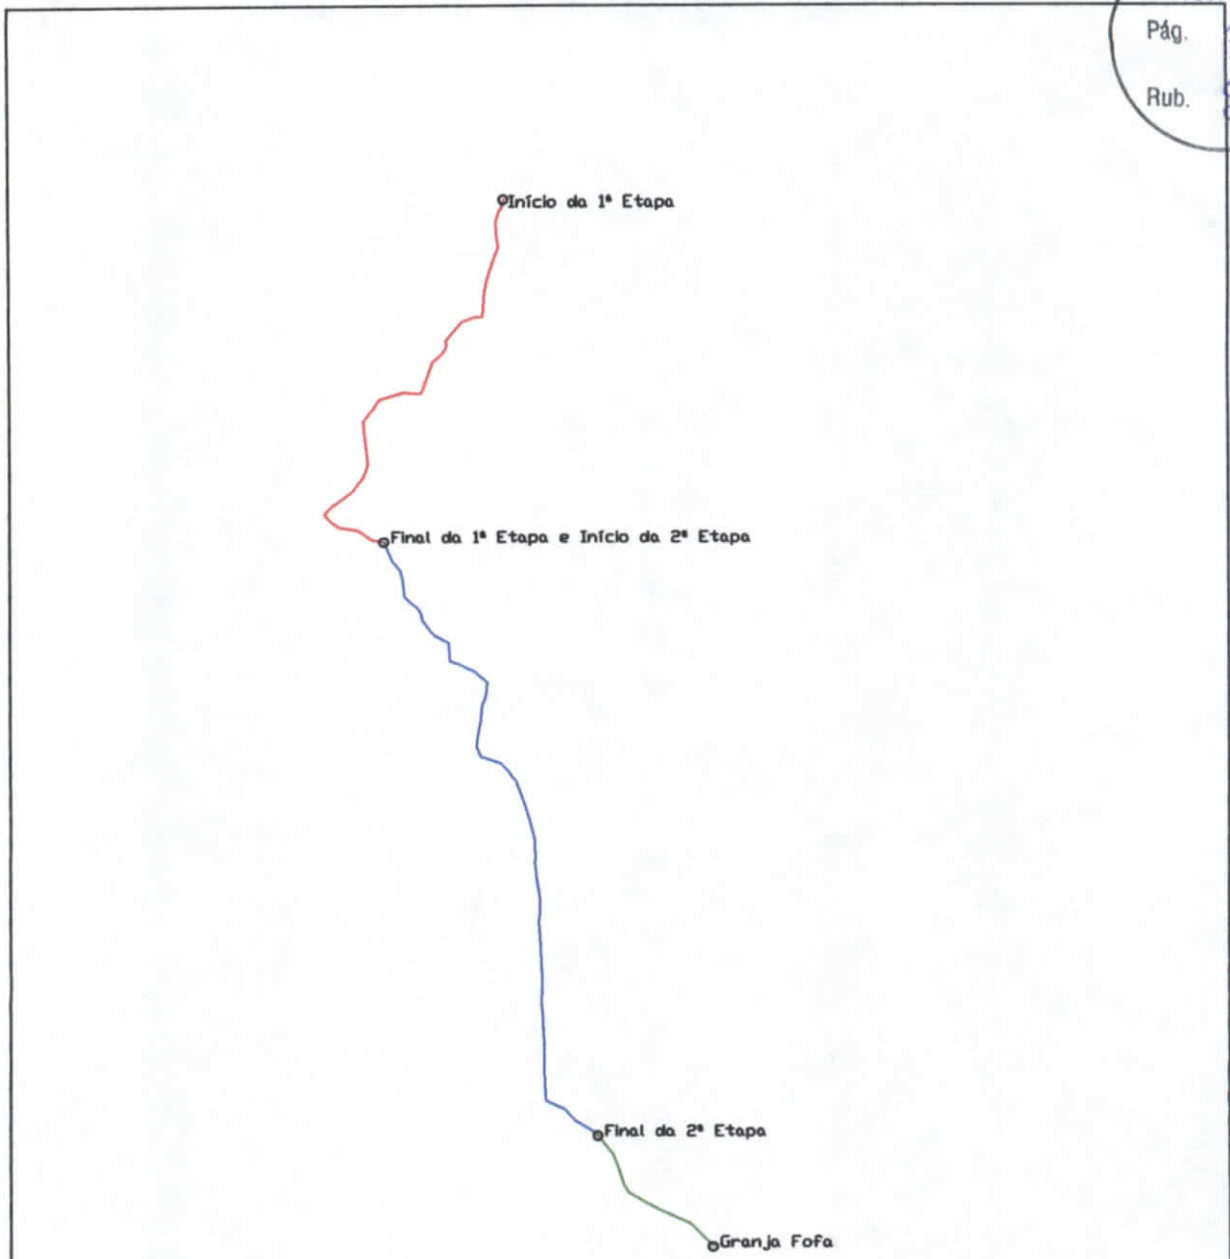 Pág.
Rub.
Início da 1ª Etapa
Final da 1ª Etapa e Início da 2ª Etapa
Final da 2ª Etapa
Granja Fofa